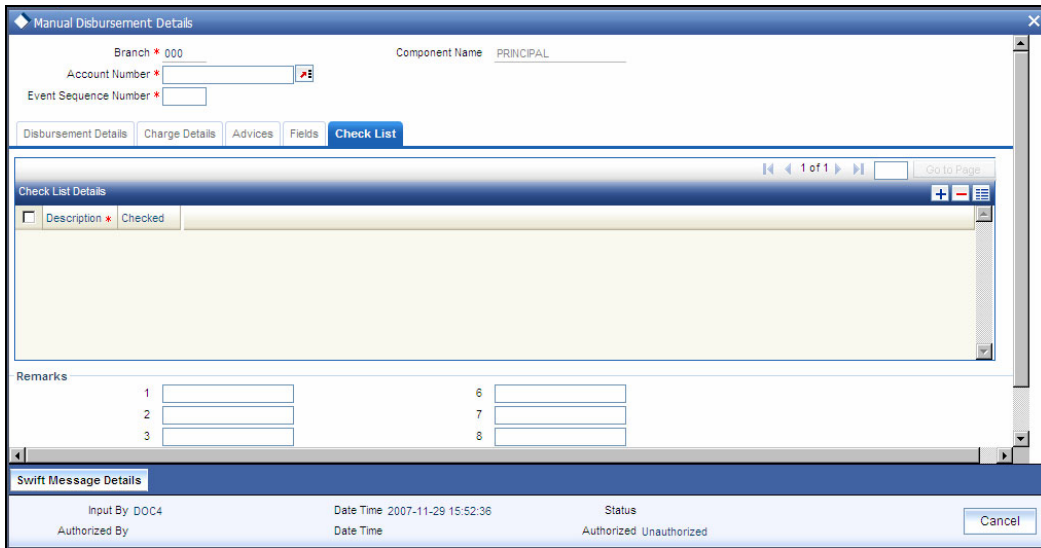 Manual Disbursement Details
Branch * 000 Component Name PRINCIPAL
Account Number *
Event Sequence Number *
Disbursement Details Charge Details Advices Fields Check List
1 of 1 Go to Page
Check List Details
Description * Checked
Remarks
1 6
2 7
3 8
Swift Message Details
Input By DOC4 Date Time 2007-11-29 15:52:36 Status
Authorized By Date Time Authorized Unauthorized
Cancel